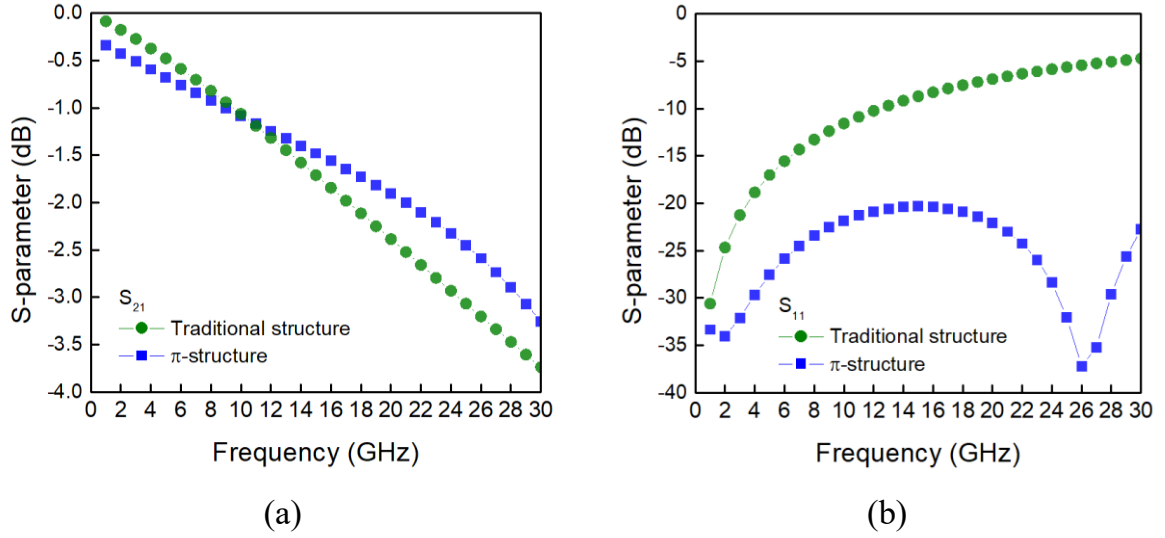 S-parameter (dB)
0.0
-0.5
-1.0
-1.5
-2.0
-2.5
-3.0
-3.5
-4.0
S21
Traditional structure
π-structure
0 2 4 6 8 10 12 14 16 18 20 22 24 26 28 30
Frequency (GHz)
(a)
S-parameter (dB)
0
-5
-10
-15
-20
-25
-30
-35
-40
S11
Traditional structure
π-structure
0 2 4 6 8 10 12 14 16 18 20 22 24 26 28 30
Frequency (GHz)
(b)